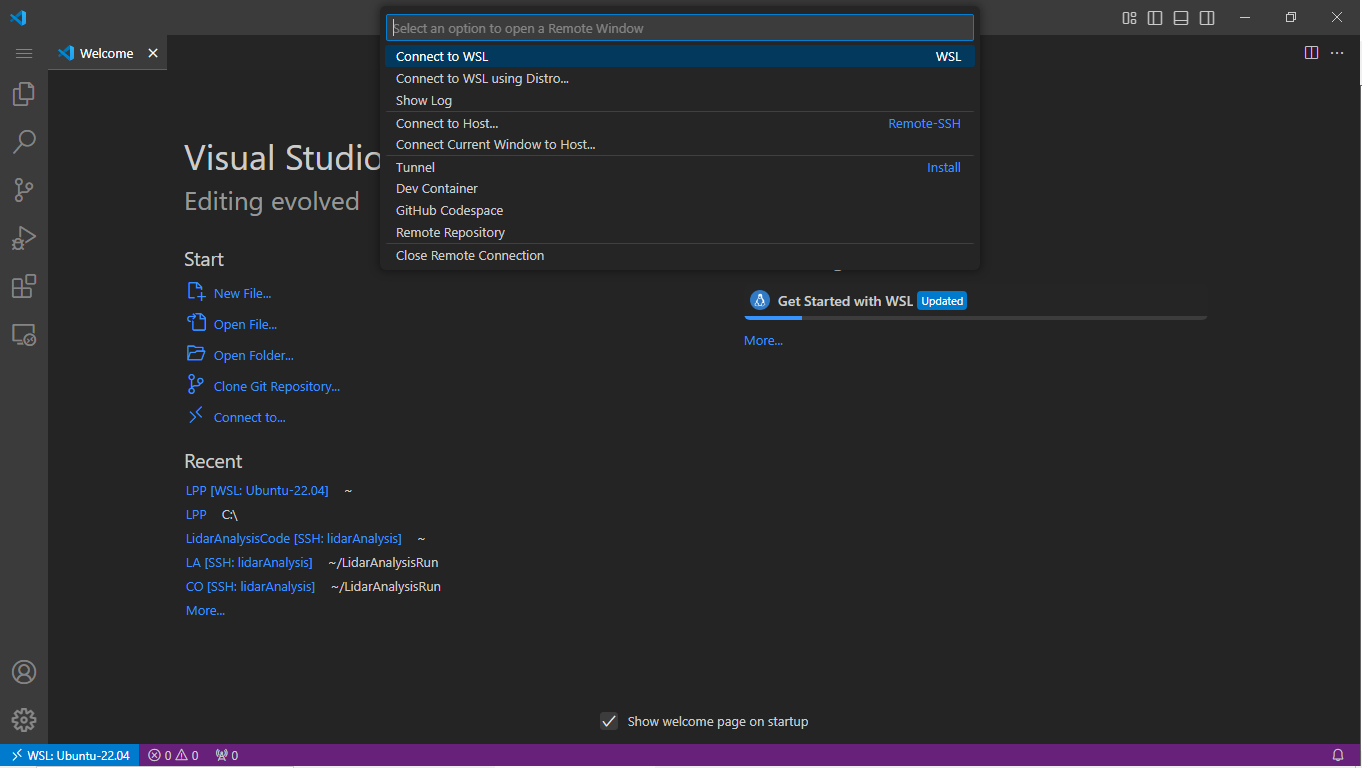 Select an option to open a Remote Window
Welcome
Connect to WSL WSL
Connect to WSL using Distro...
Show Log
Connect to Host... Remote-SSH
Connect Current Window to Host...
Tunnel Install
Dev Container
GitHub Codespace
Remote Repository
Close Remote Connection
Visual Studio
Editing evolved
Start
New File...
Open File...
Open Folder...
Clone Git Repository...
Connect to...
Get Started with WSL Updated
More...
Recent
LPP [WSL: Ubuntu-22.04] ~
LPP C:\
LidarAnalysisCode [SSH: lidarAnalysis] ~
LA [SSH: lidarAnalysis] ~/LidarAnalysisRun
CO [SSH: lidarAnalysis] ~/LidarAnalysisRun
More...
Show welcome page on startup
WSL: Ubuntu-22.04 0 0 0